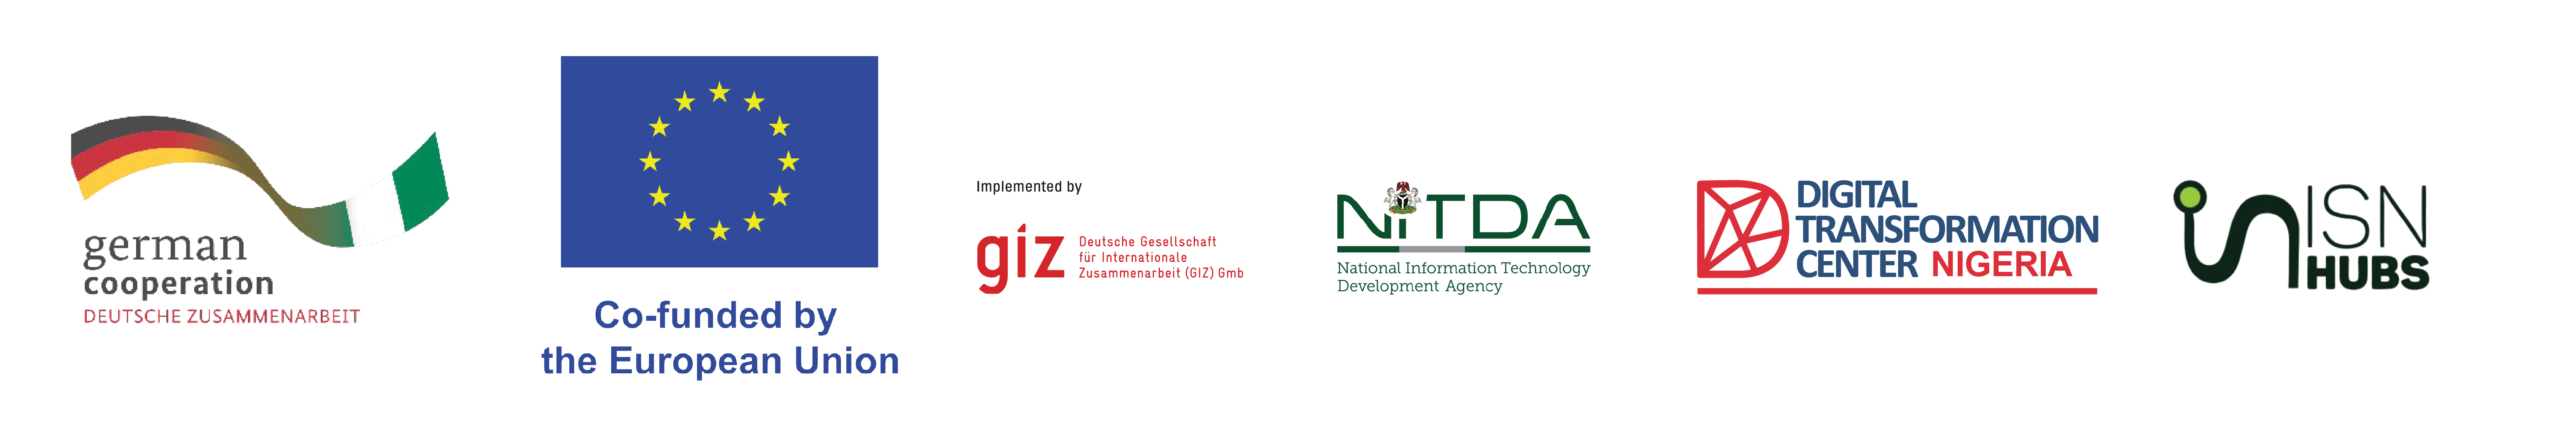 german
cooperation
DEUTSCHE ZUSAMMENARBEIT
Co-funded by
the European Union
Implemented by
giz
Deutsche Gesellschaft
für Internationale
Zusammenarbeit (GIZ) Gmb
NiTDA
National Information Technology
Development Agency
DIGITAL
TRANSFORMATION
CENTER NIGERIA
in
ISN
HUBS